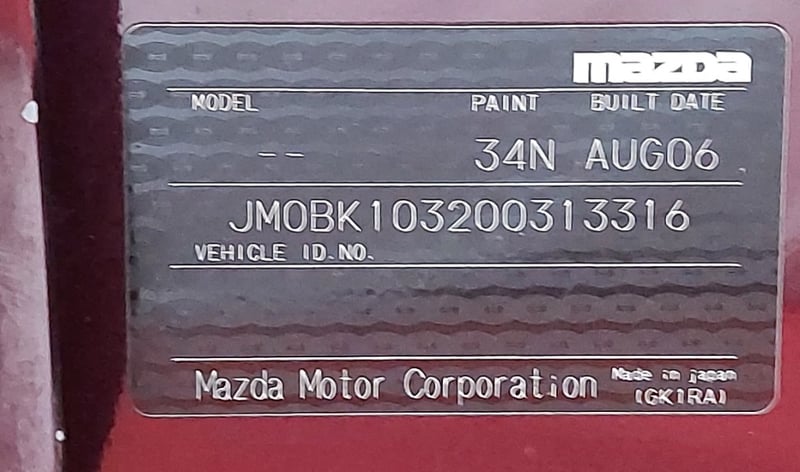 mazda
MODEL PAINT BUILT DATE
-- 34N AUG06
JM0BK103200313316
VEHICLE ID.NO.
Mazda Motor Corporation Made in japan
(GK1RA)